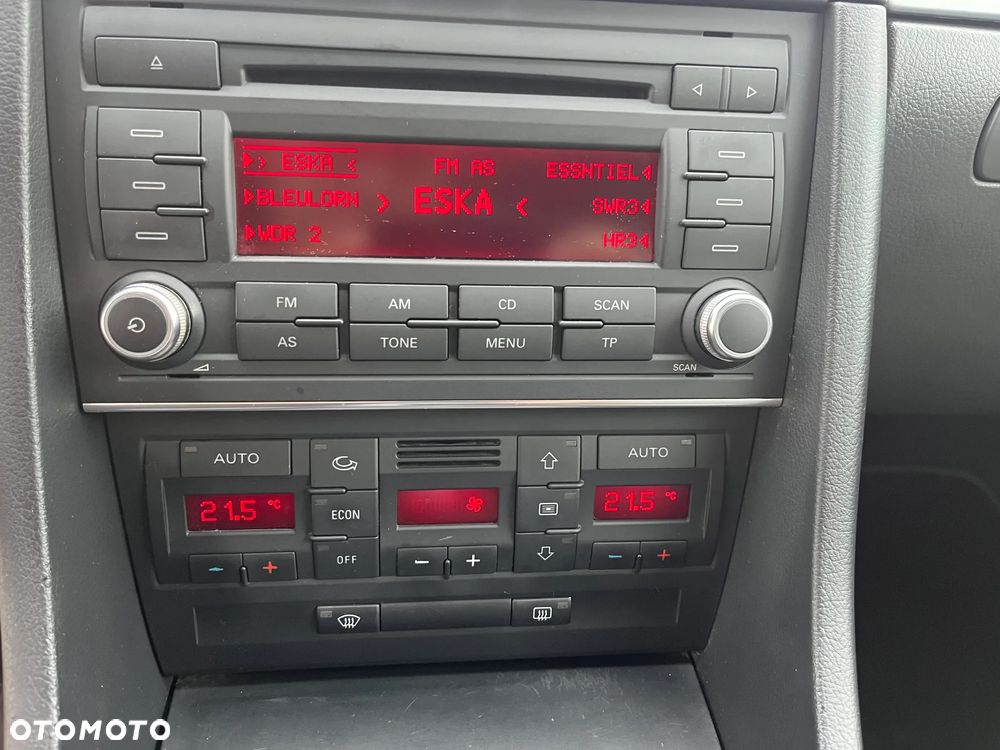 > ESKA <
FM AS
ESSNTIEL
BLEULORN
> ESKA <
SWR3
WDR 2
HR3
FM
AM
CD
SCAN
AS
TONE
MENU
TP
SCAN
AUTO
AUTO
21.5 °C
ECON
21.5 °C
OFF
- +
- +
- +
OTOMOTO